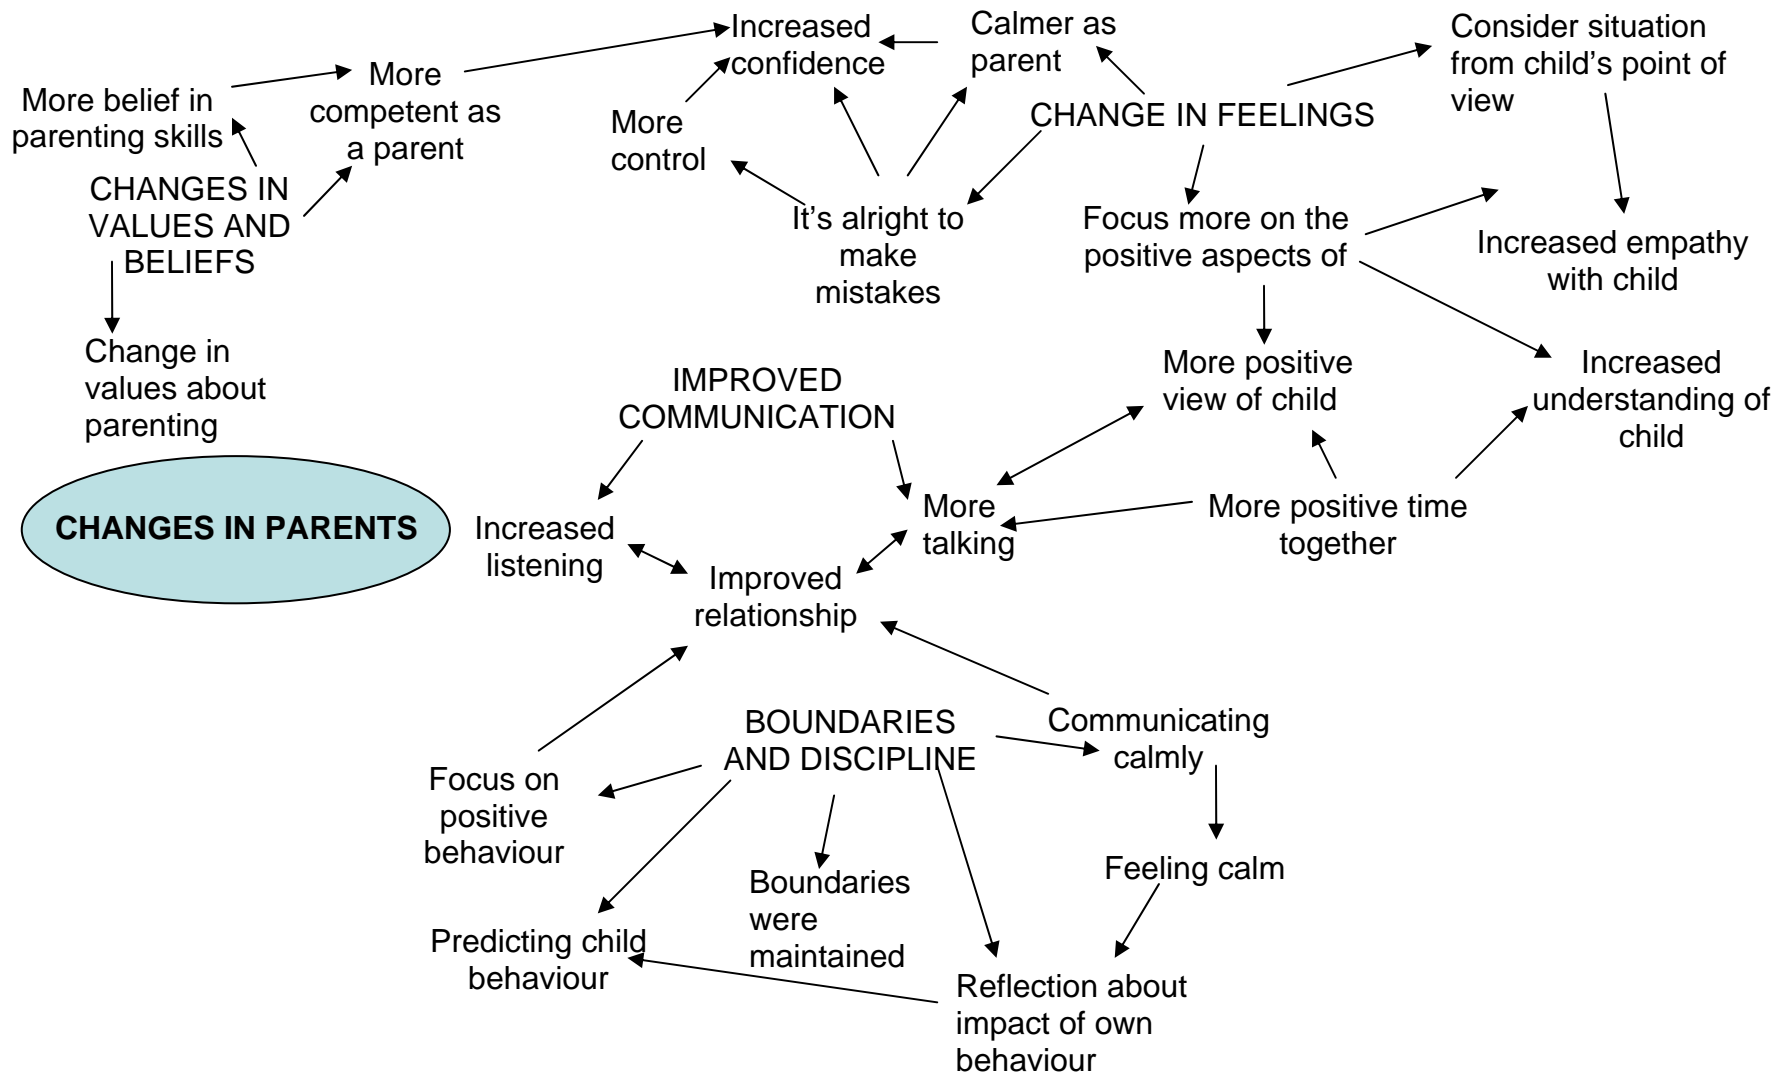 Increased
confidence
Calmer as
parent
Consider situation
from child's point of
view
More belief in
parenting skills
More
competent as
a parent
More
control
CHANGE IN FEELINGS
CHANGES IN
VALUES AND
BELIEFS
It's alright to
make
mistakes
Focus more on the
positive aspects of
Increased empathy
with child
Change in
values about
parenting
IMPROVED
COMMUNICATION
More positive
view of child
Increased
understanding of
child
CHANGES IN PARENTS
Increased
listening
More
talking
More positive time
together
Improved
relationship
BOUNDARIES
AND DISCIPLINE
Communicating
calmly
Focus on
positive
behaviour
Boundaries
were
maintained
Feeling calm
Predicting child
behaviour
Reflection about
impact of own
behaviour